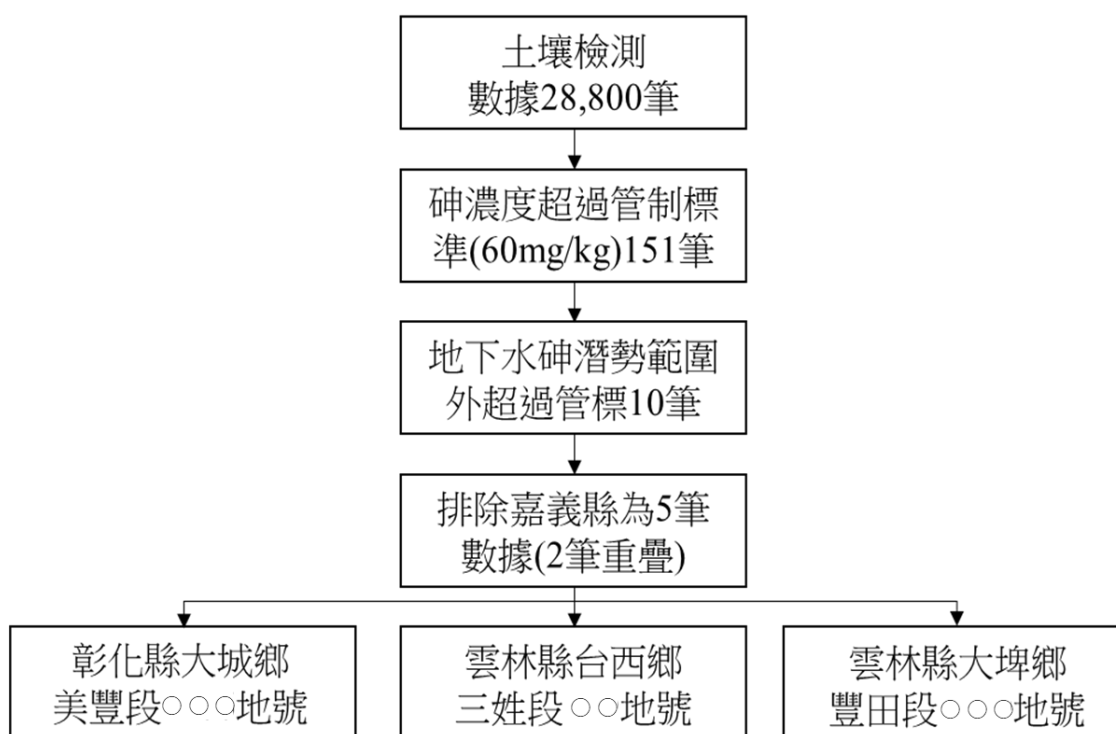 土壤檢測
數據28,800筆
砷濃度超過管制標
準(60mg/kg)151筆
地下水砷潛勢範圍
外超過管標10筆
排除嘉義縣為5筆
數據(2筆重疊)
彰化縣大城鄉
美豐段○○○地號
雲林縣台西鄉
三姓段○○地號
雲林縣大埤鄉
豐田段○○○地號